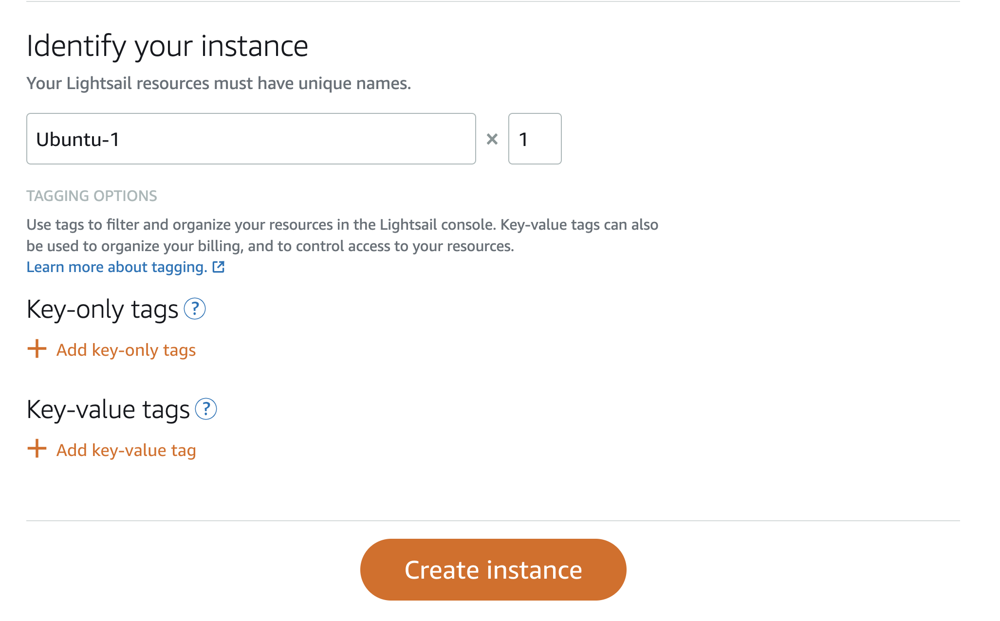 Identify your instance
Your Lightsail resources must have unique names.
Ubuntu-1 × 1
TAGGING OPTIONS
Use tags to filter and organize your resources in the Lightsail console. Key-value tags can also
be used to organize your billing, and to control access to your resources.
Learn more about tagging.
Key-only tags ?
+ Add key-only tags
Key-value tags ?
+ Add key-value tag
Create instance